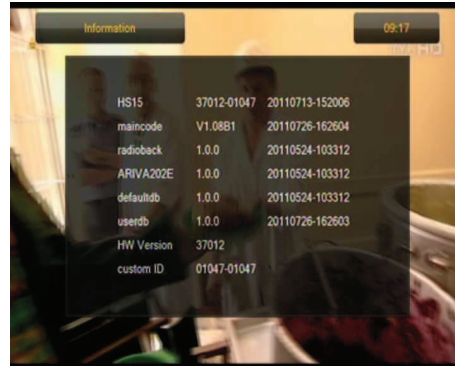 Information 09:17
TVP HD
HS15 37012-01047 20110713-152006
maincode V1.08B1 20110726-162604
radioback 1.0.0 20110524-103312
ARIVA202E 1.0.0 20110524-103312
defaultdb 1.0.0 20110524-103312
userdb 1.0.0 20110726-162603
HW Version 37012
custom ID 01047-01047